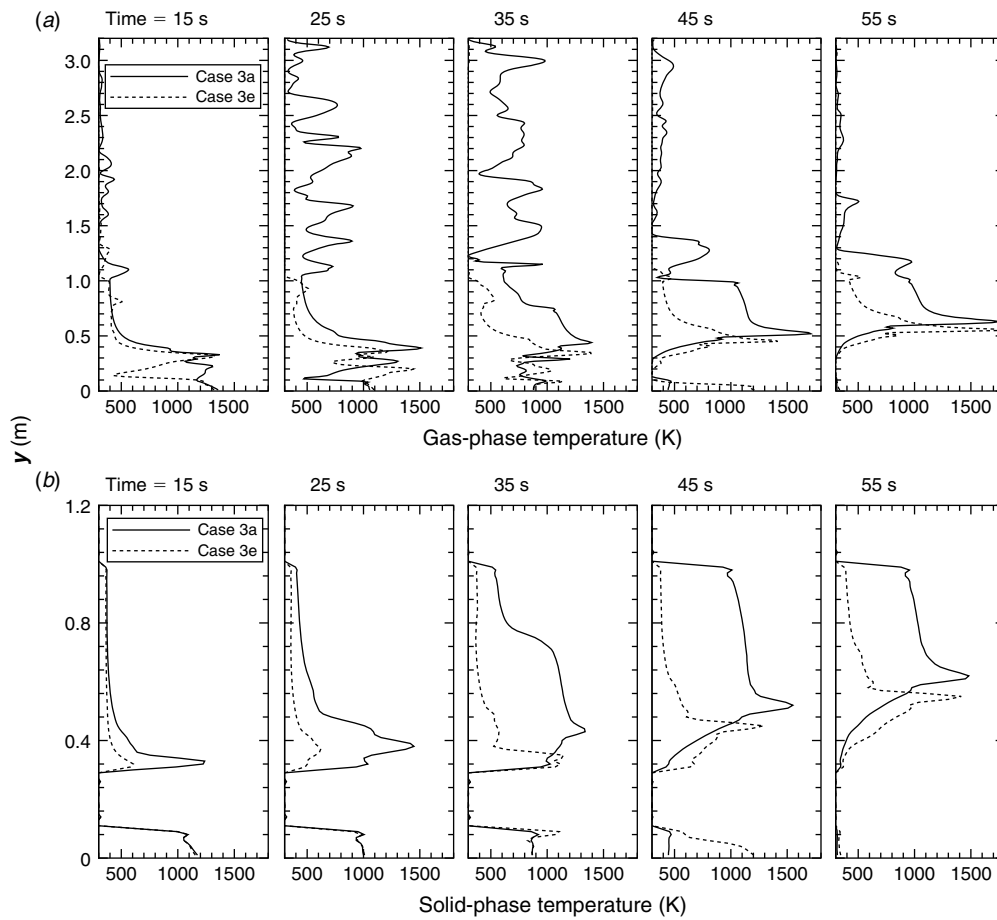 (a) Time = 15 s 25 s 35 s 45 s 55 s
3.0
Case 3a
Case 3e
2.5
2.0
1.5
1.0
0.5
0
500 1000 1500 500 1000 1500 500 1000 1500 500 1000 1500 500 1000 1500
Gas-phase temperature (K)
y (m)
(b) Time = 15 s 25 s 35 s 45 s 55 s
1.2
Case 3a
Case 3e
0.8
0.4
0
500 1000 1500 500 1000 1500 500 1000 1500 500 1000 1500 500 1000 1500
Solid-phase temperature (K)